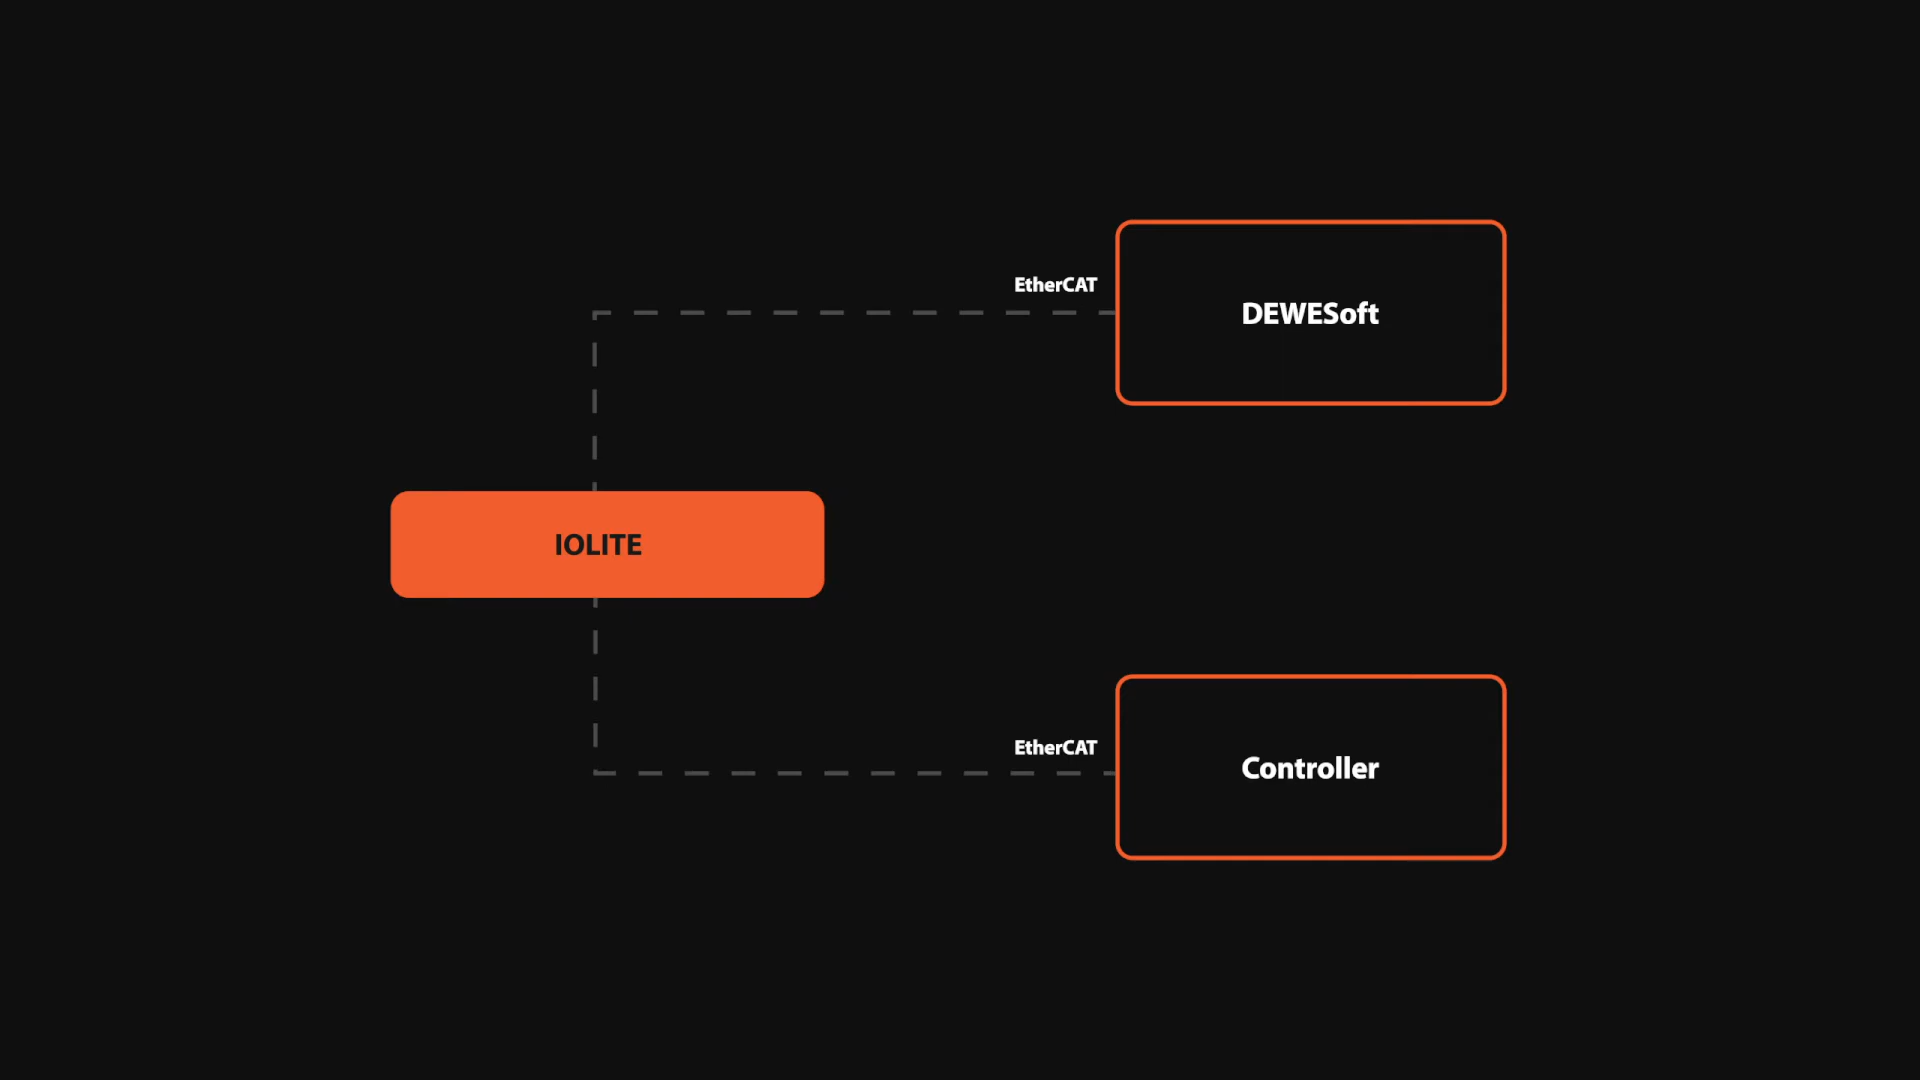 EtherCAT
DEWESoft
IOLITE
EtherCAT
Controller